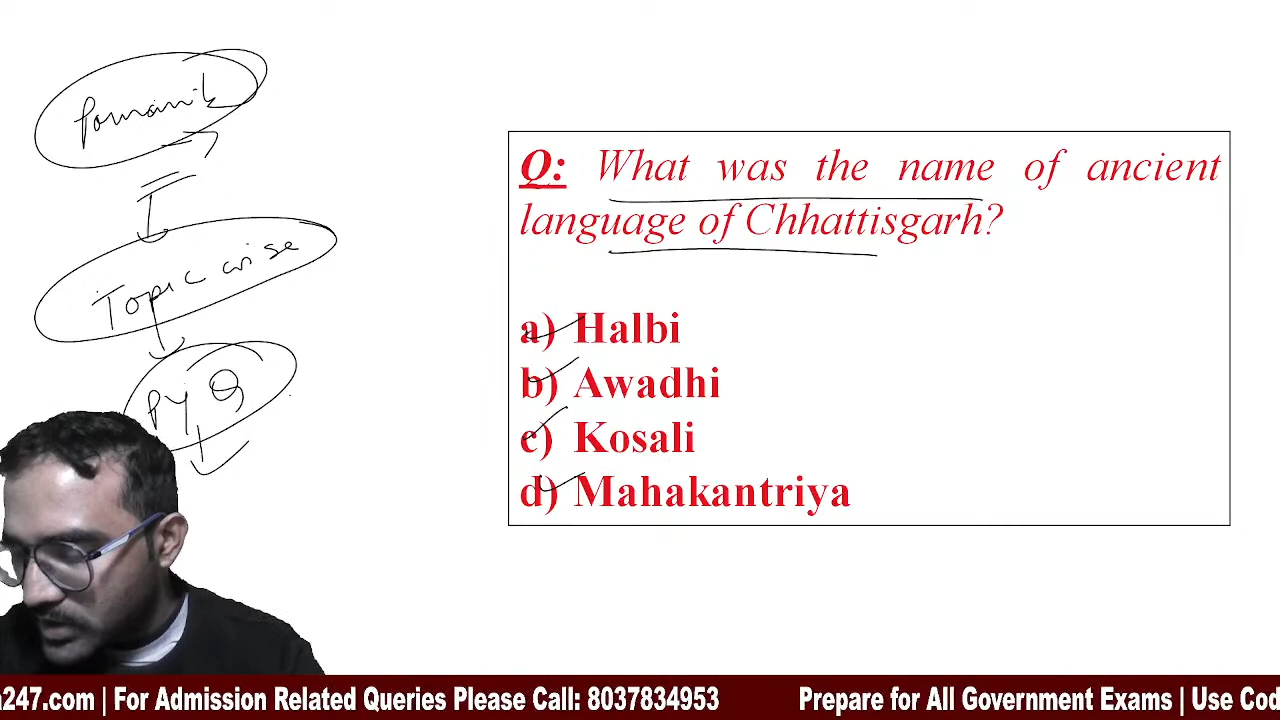 Topic wise
PYQ
Q: What was the name of ancient
language of Chhattisgarh?
a) Halbi
b) Awadhi
c) Kosali
d) Mahakantriya
a247.com | For Admission Related Queries Please Call: 8037834953
Prepare for All Government Exams | Use Cod